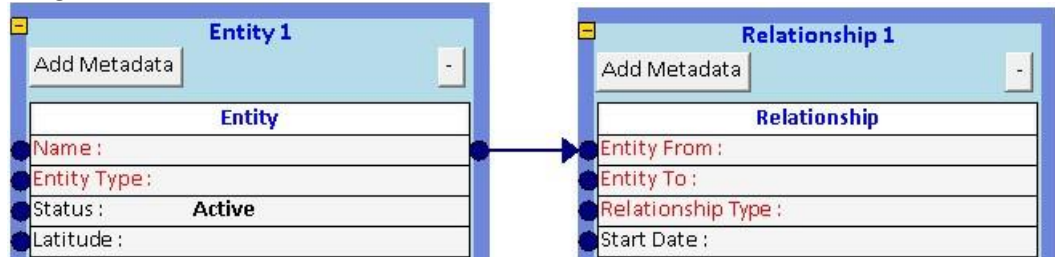 Entity 1
Add Metadata
-
Entity
Name :
Entity Type :
Status : Active
Latitude :
Relationship 1
Add Metadata
-
Relationship
Entity From :
Entity To :
Relationship Type :
Start Date :